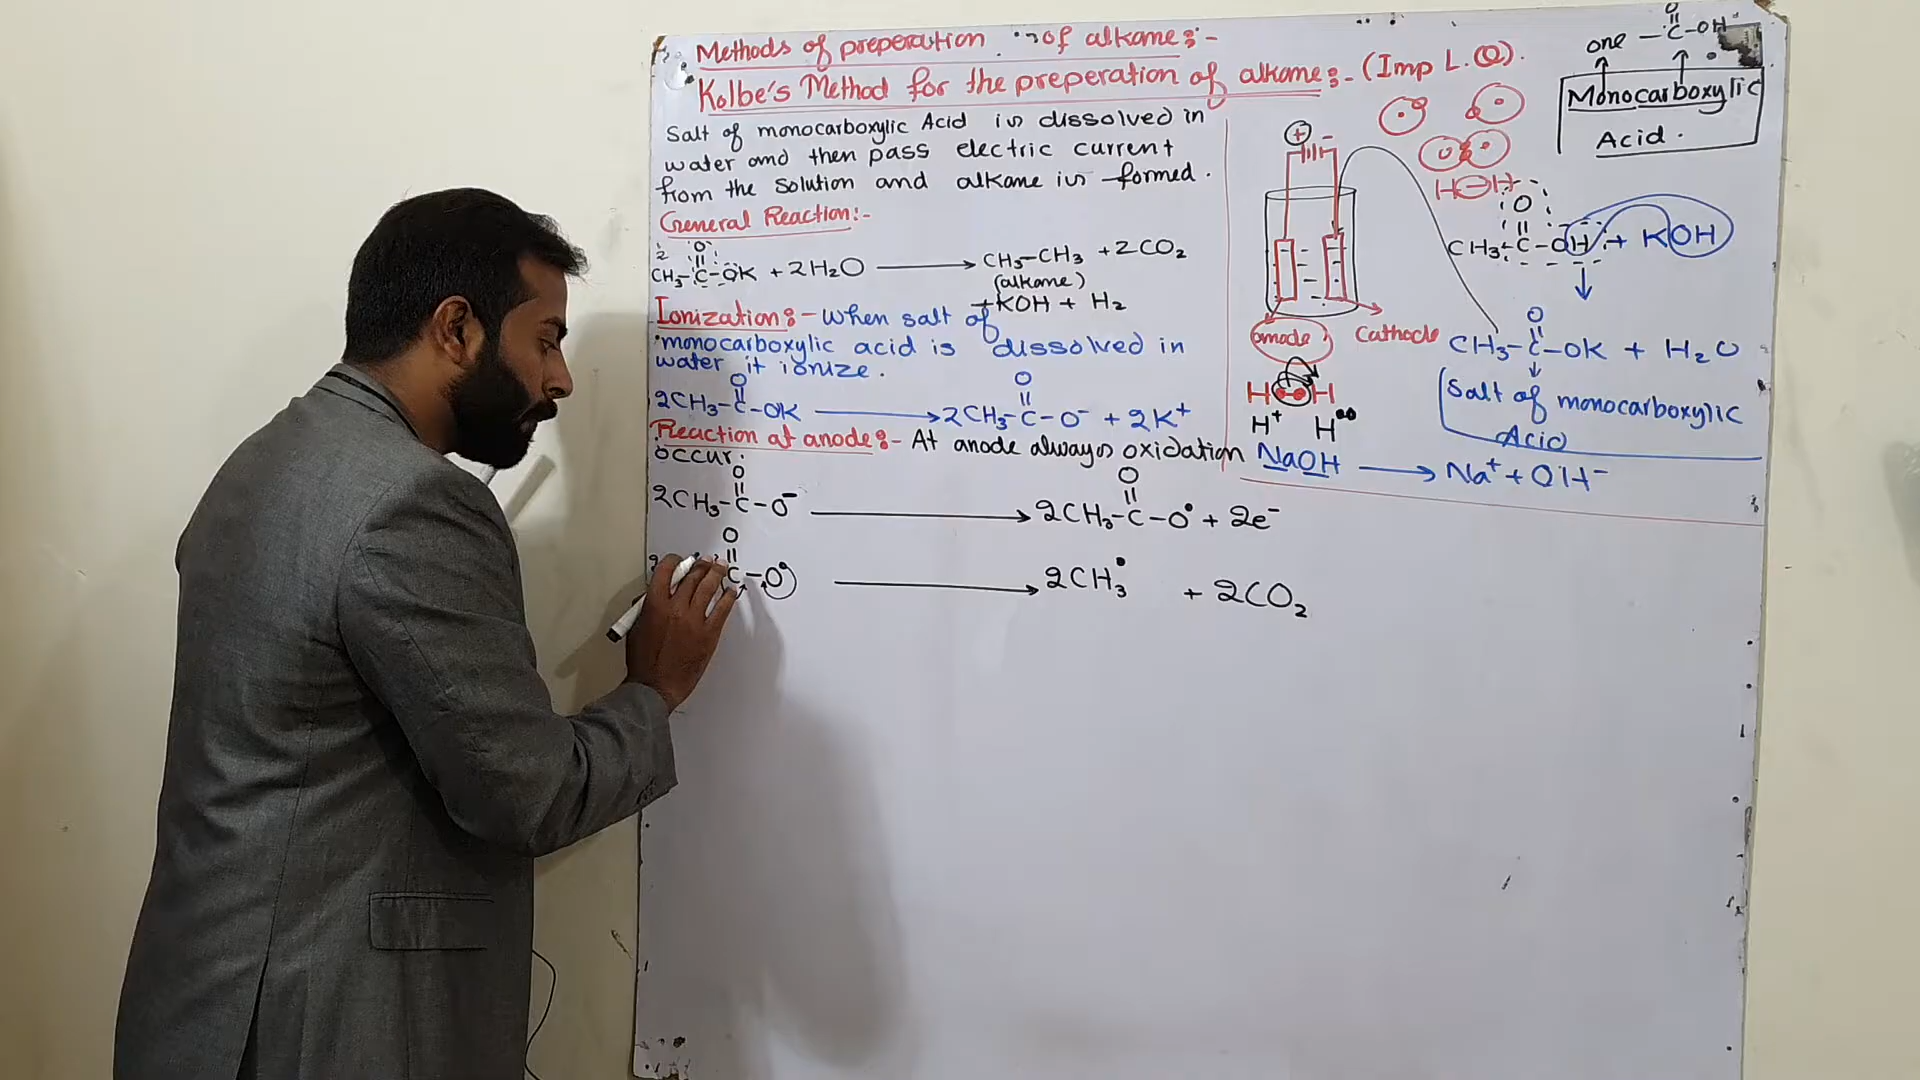 Methods of preperation of alkane:-
Kolbe's Method for the preperation of alkane:- (Imp L.Q).
Salt of monocarboxylic Acid is dissolved in
water and then pass electric current
from the solution and alkane is formed.
General Reaction:-
O
2 CH3-C-OK + 2H2O → CH3-CH3 + 2CO2
(alkane)
+KOH + H2
Ionization:- When salt of
monocarboxylic acid is dissolved in
water it ionize.
O O
2CH3-C-OK → 2CH3-C-O- + 2K+
Reaction at anode:- At anode always oxidation
occur.
O O
2CH3-C-O- → 2CH3-C-O• + 2e-
O
C-O• → 2CH3• + 2CO2
O
one -C-OH
Monocarboxylic
Acid.
+ -
H-H
O
CH3-C-OH + KOH
anode Cathode
O
CH3-C-OK + H2O
Salt of monocarboxylic
Acid
H••H
H+ H••
NaOH → Na+ + OH-